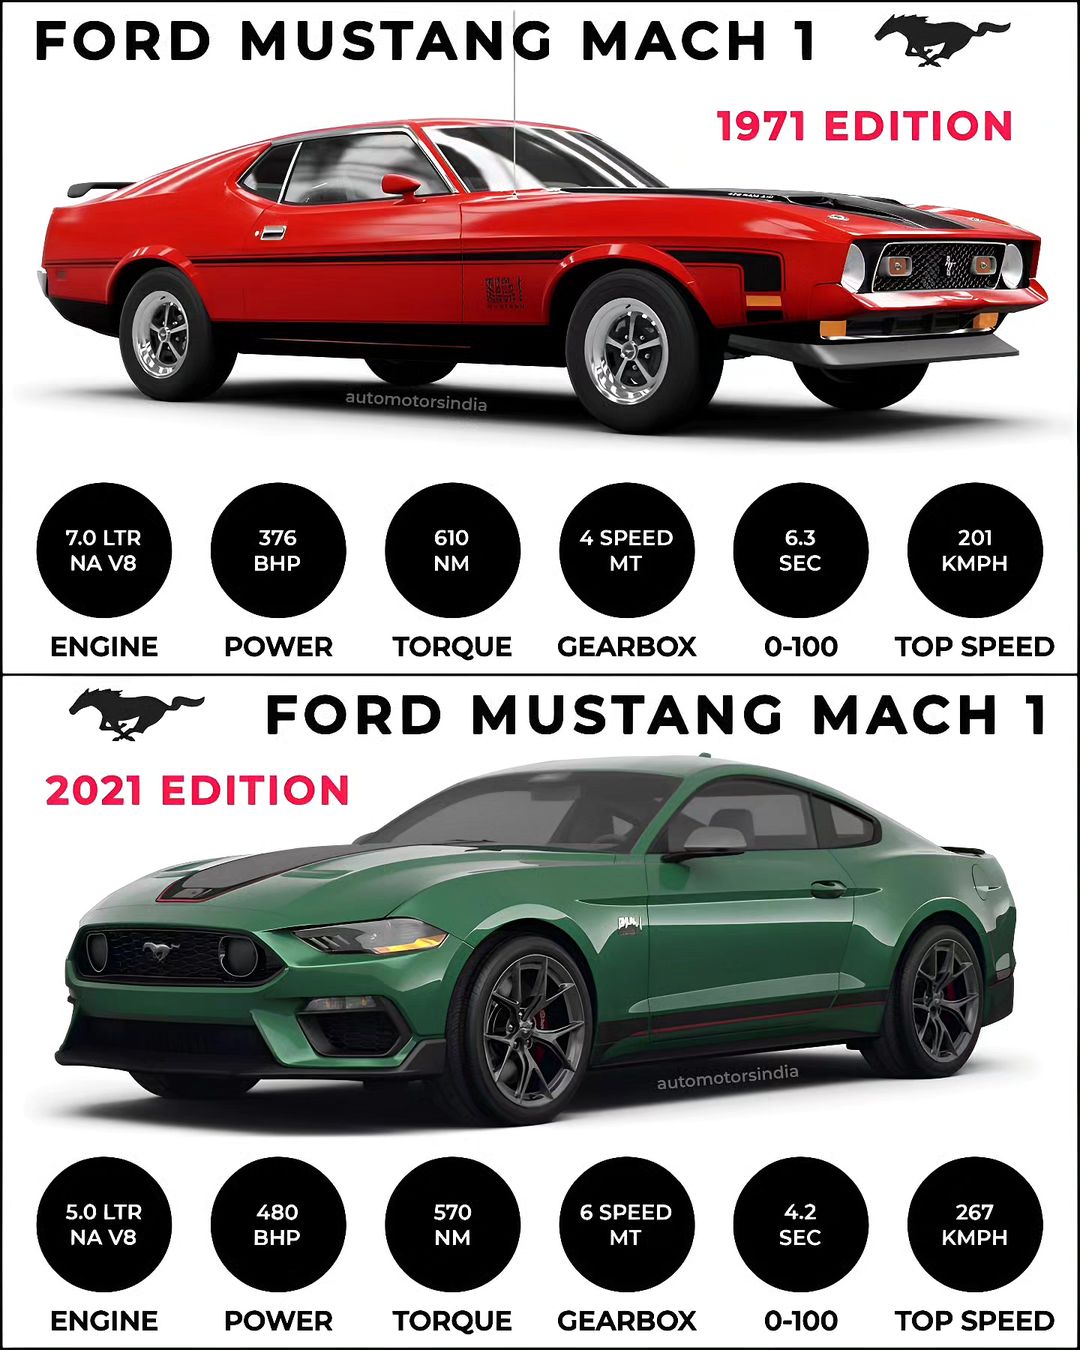 FORD MUSTANG MACH 1
1971 EDITION
automotorsindia
7.0 LTR
NA V8
ENGINE
376
BHP
POWER
610
NM
TORQUE
4 SPEED
MT
GEARBOX
6.3
SEC
0-100
201
KMPH
TOP SPEED
FORD MUSTANG MACH 1
2021 EDITION
automotorsindia
5.0 LTR
NA V8
ENGINE
480
BHP
POWER
570
NM
TORQUE
6 SPEED
MT
GEARBOX
4.2
SEC
0-100
267
KMPH
TOP SPEED